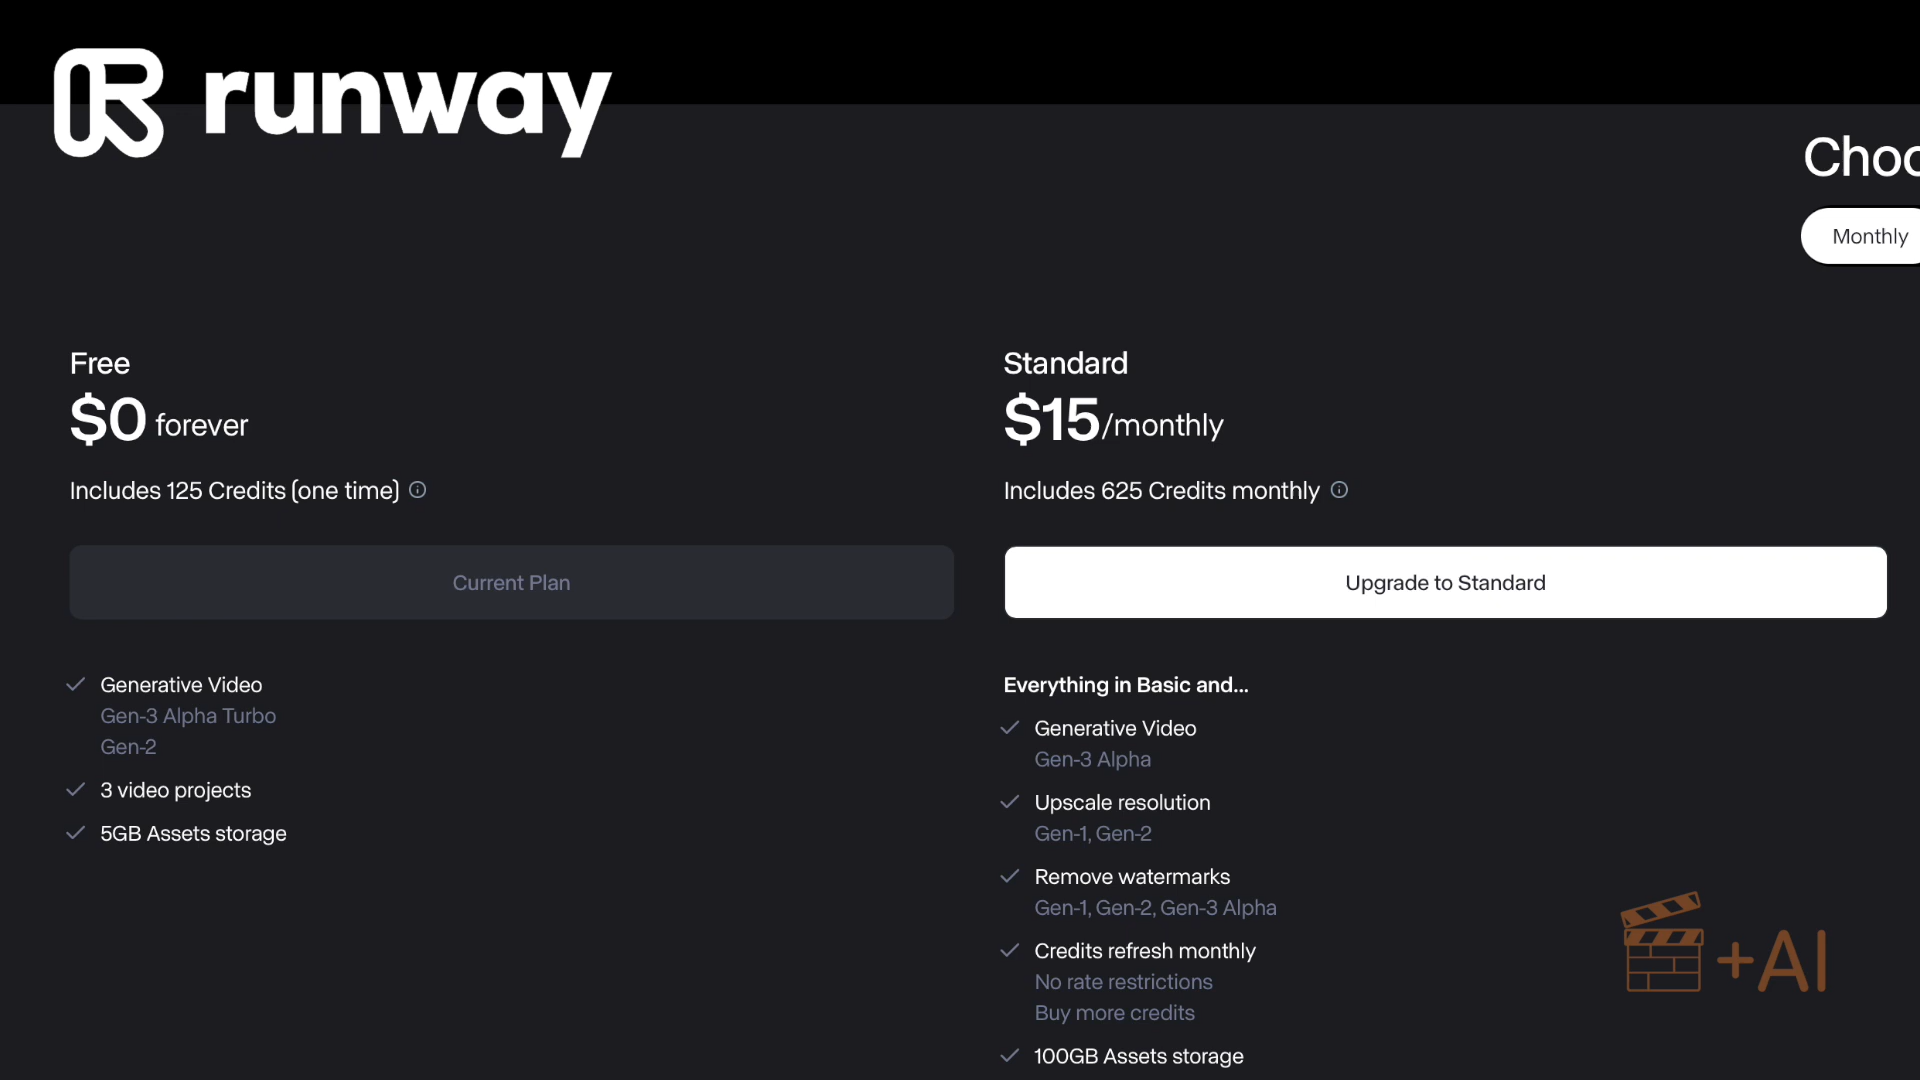 runway
Choo
Monthly
Free
$0 forever
Includes 125 Credits (one time)
Current Plan
Generative Video
Gen-3 Alpha Turbo
Gen-2
3 video projects
5GB Assets storage
Standard
$15/monthly
Includes 625 Credits monthly
Upgrade to Standard
Everything in Basic and...
Generative Video
Gen-3 Alpha
Upscale resolution
Gen-1, Gen-2
Remove watermarks
Gen-1, Gen-2, Gen-3 Alpha
Credits refresh monthly
No rate restrictions
Buy more credits
100GB Assets storage
+AI